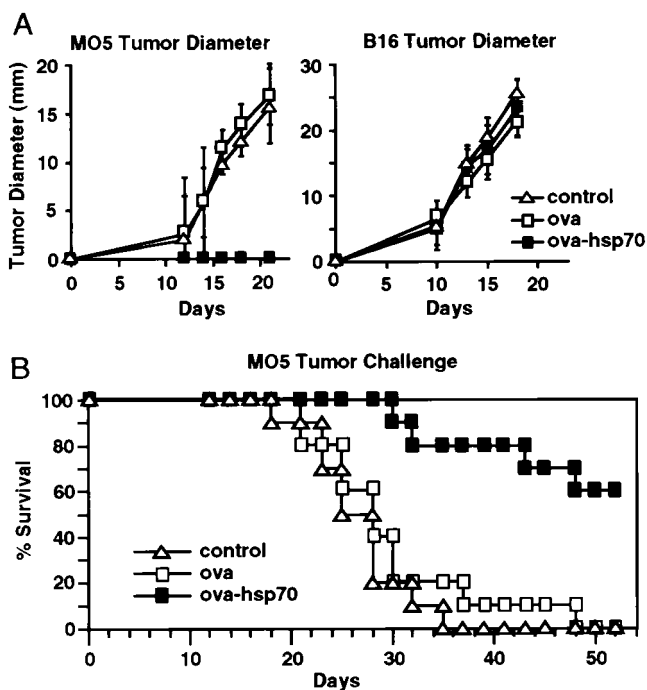 A
MO5 Tumor Diameter
B16 Tumor Diameter
Tumor Diameter (mm)
20
15
10
5
0
0 5 10 15 20
Days
30
20
10
0
0 5 10 15 20
Days
control
ova
ova-hsp70
B
MO5 Tumor Challenge
% Survival
100
80
60
40
20
0
control
ova
ova-hsp70
0 10 20 30 40 50
Days